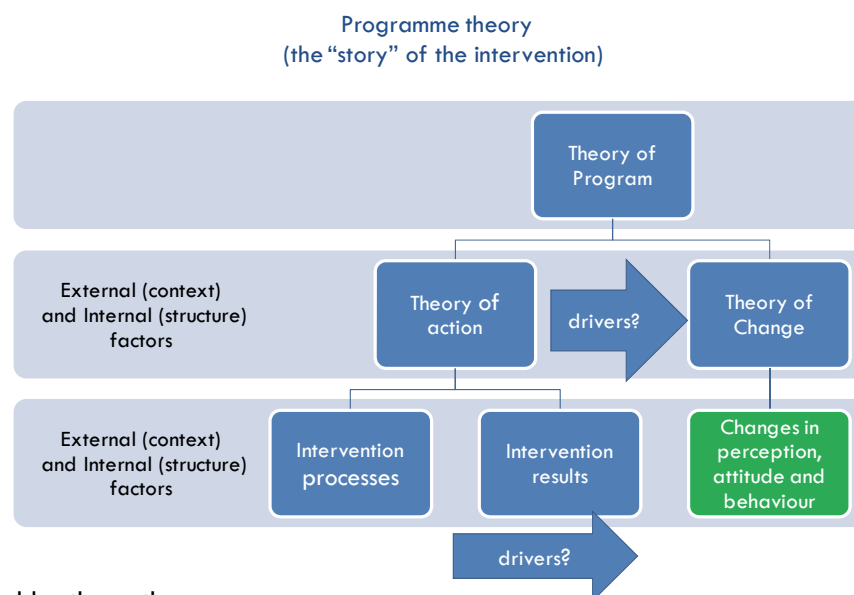 Programme theory
(the “story” of the intervention)
Theory of
Program
External (context)
and Internal (structure)
factors
Theory of
action
drivers?
Theory of
Change
External (context)
and Internal (structure)
factors
Intervention
processes
Intervention
results
Changes in
perception,
attitude and
behaviour
drivers?